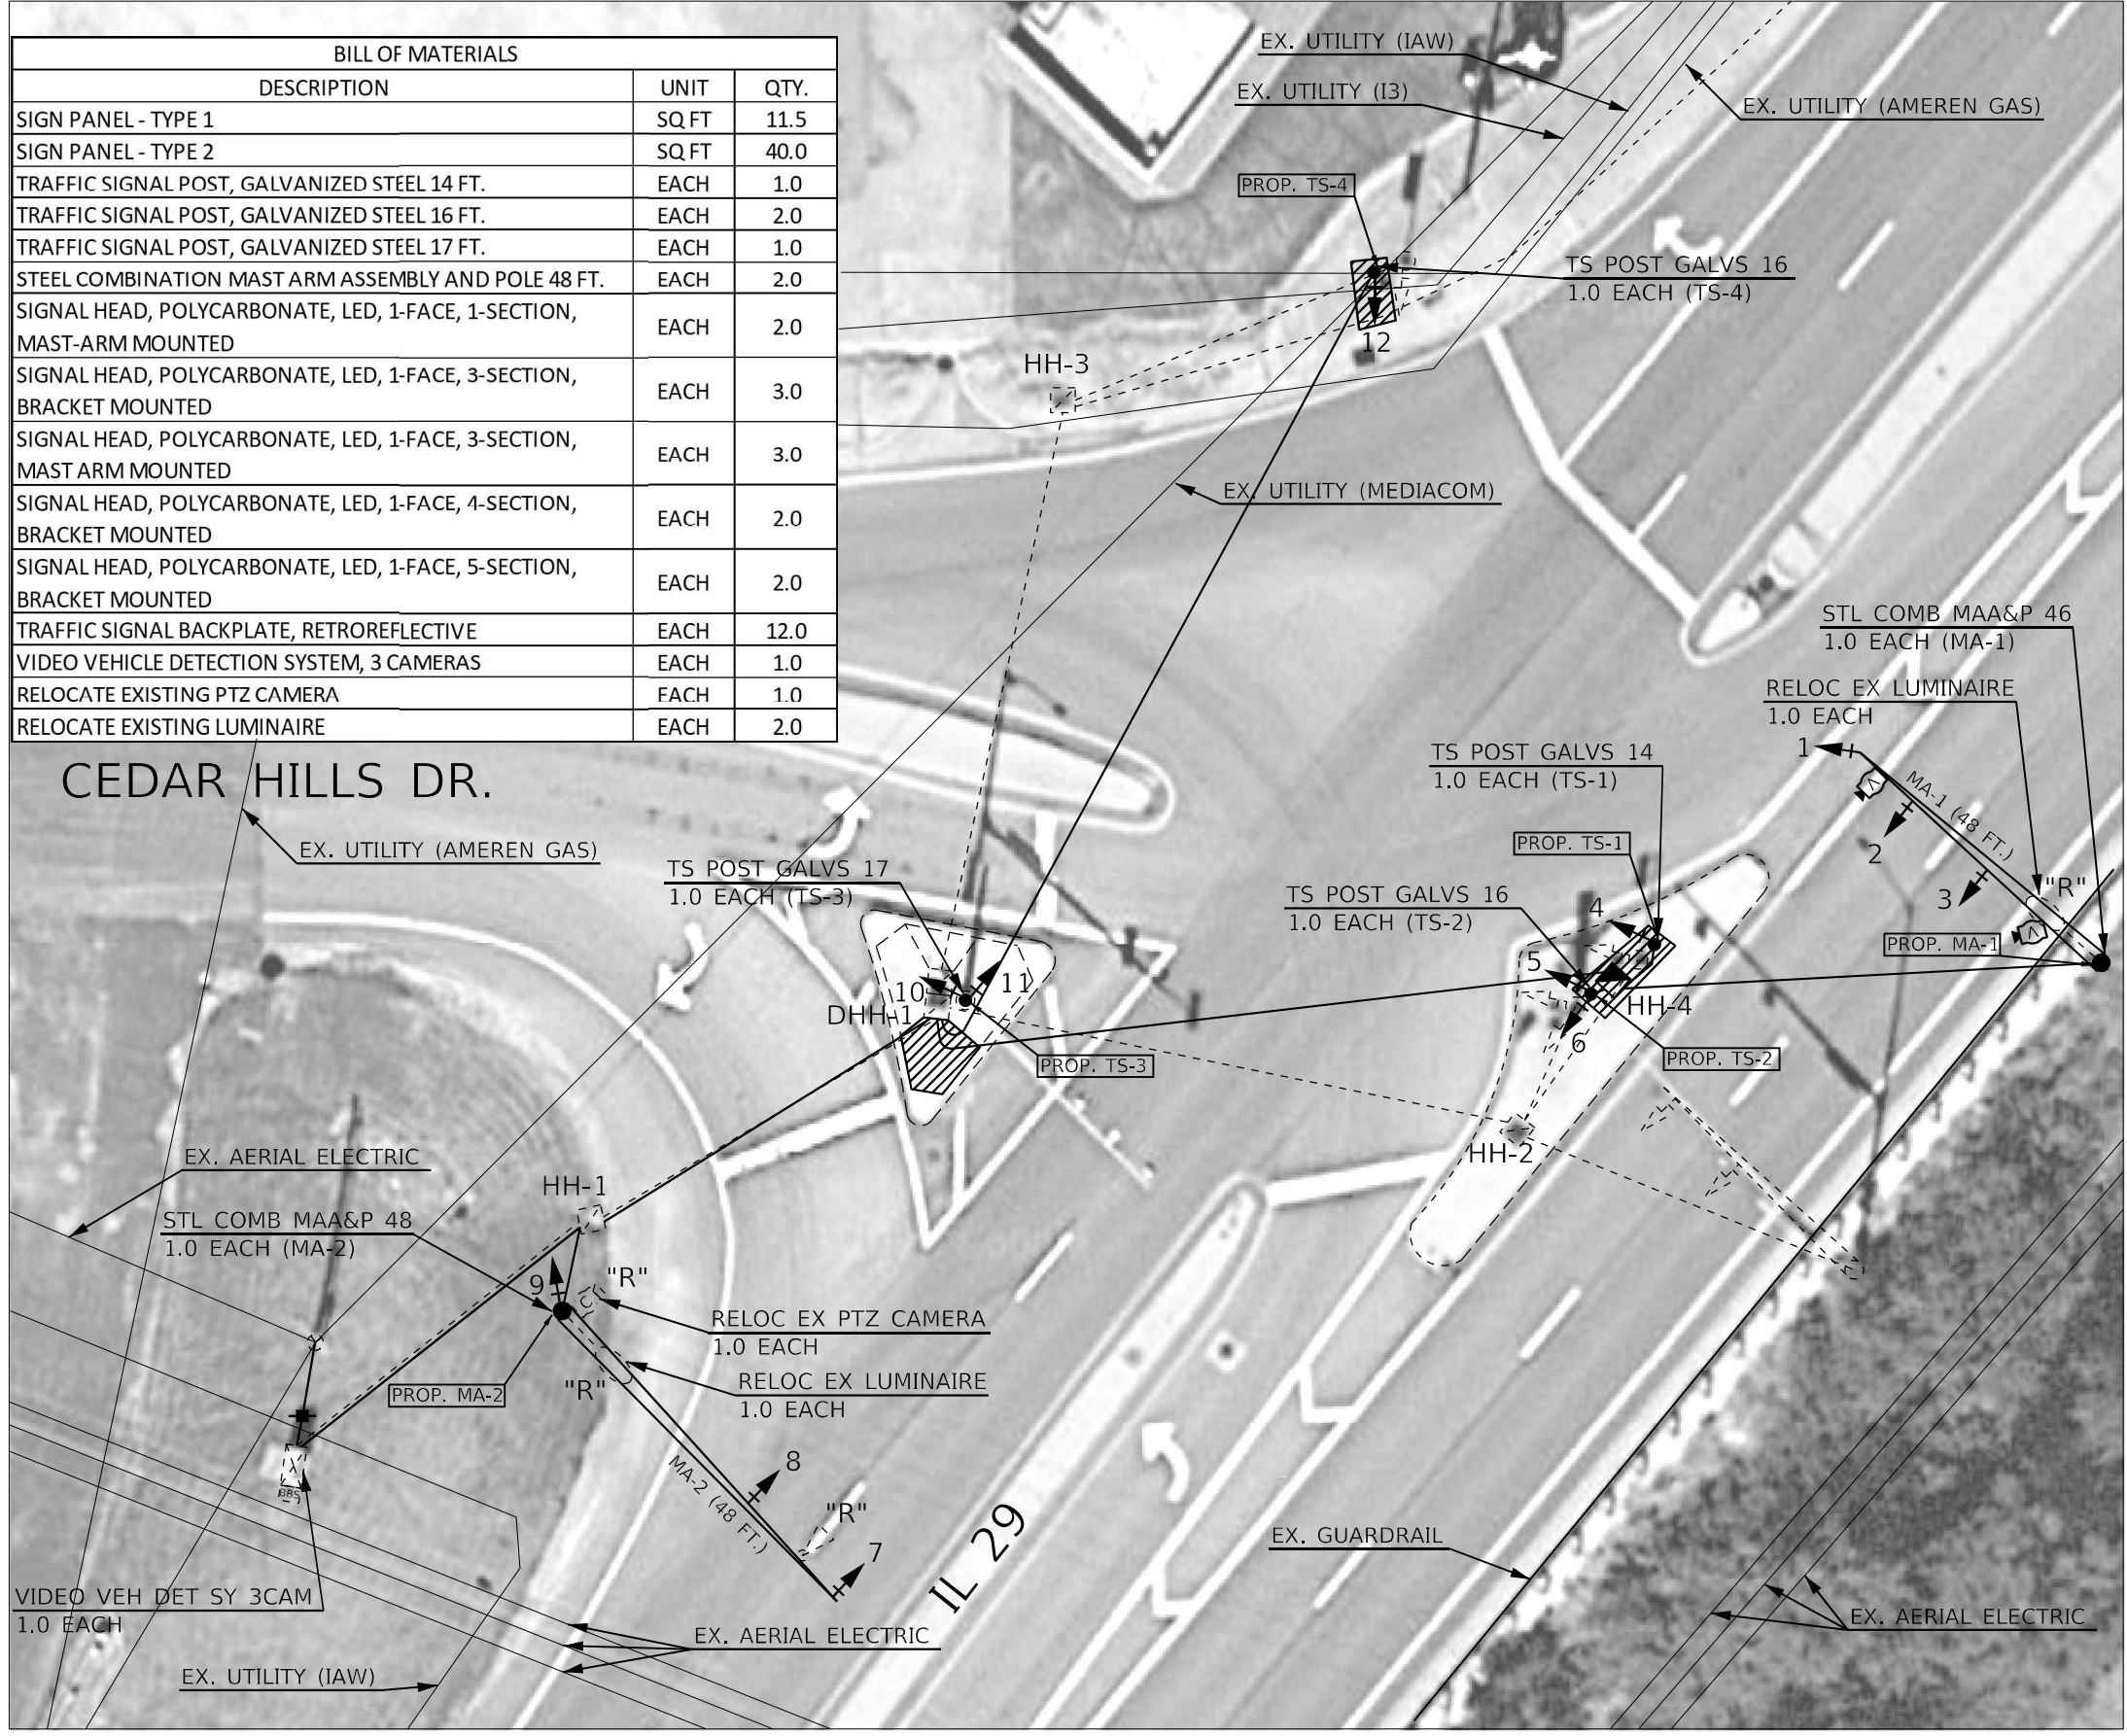 BILL OF MATERIALS
DESCRIPTION UNIT QTY.
SIGN PANEL - TYPE 1 SQ FT 11.5
SIGN PANEL - TYPE 2 SQ FT 40.0
TRAFFIC SIGNAL POST, GALVANIZED STEEL 14 FT. EACH 1.0
TRAFFIC SIGNAL POST, GALVANIZED STEEL 16 FT. EACH 2.0
TRAFFIC SIGNAL POST, GALVANIZED STEEL 17 FT. EACH 1.0
STEEL COMBINATION MAST ARM ASSEMBLY AND POLE 48 FT. EACH 2.0
SIGNAL HEAD, POLYCARBONATE, LED, 1-FACE, 1-SECTION,
MAST-ARM MOUNTED EACH 2.0
SIGNAL HEAD, POLYCARBONATE, LED, 1-FACE, 3-SECTION,
BRACKET MOUNTED EACH 3.0
SIGNAL HEAD, POLYCARBONATE, LED, 1-FACE, 3-SECTION,
MAST ARM MOUNTED EACH 3.0
SIGNAL HEAD, POLYCARBONATE, LED, 1-FACE, 4-SECTION,
BRACKET MOUNTED EACH 2.0
SIGNAL HEAD, POLYCARBONATE, LED, 1-FACE, 5-SECTION,
BRACKET MOUNTED EACH 2.0
TRAFFIC SIGNAL BACKPLATE, RETROREFLECTIVE EACH 12.0
VIDEO VEHICLE DETECTION SYSTEM, 3 CAMERAS EACH 1.0
RELOCATE EXISTING PTZ CAMERA EACH 1.0
RELOCATE EXISTING LUMINAIRE EACH 2.0
EX. UTILITY (IAW)
EX. UTILITY (I3)
EX. UTILITY (AMEREN GAS)
PROP. TS-4
TS POST GALVS 16
1.0 EACH (TS-4)
12
HH-3
EX. UTILITY (MEDIACOM)
STL COMB MAA&P 46
1.0 EACH (MA-1)
RELOC EX LUMINAIRE
1.0 EACH
1
MA-1 (48 FT.)
2
3
"R"
PROP. MA-1
TS POST GALVS 14
1.0 EACH (TS-1)
PROP. TS-1
TS POST GALVS 16
1.0 EACH (TS-2)
4
5
6
HH-4
PROP. TS-2
HH-2
CEDAR HILLS DR.
EX. UTILITY (AMEREN GAS)
TS POST GALVS 17
1.0 EACH (TS-3)
10
11
DHH-1
PROP. TS-3
EX. AERIAL ELECTRIC
HH-1
STL COMB MAA&P 48
1.0 EACH (MA-2)
9
"R"
RELOC EX PTZ CAMERA
1.0 EACH
RELOC EX LUMINAIRE
1.0 EACH
PROP. MA-2
"R"
MA-2 (48 FT.)
8
"R"
7
BBS
VIDEO VEH DET SY 3CAM
1.0 EACH
EX. UTILITY (IAW)
EX. AERIAL ELECTRIC
IL 29
EX. GUARDRAIL
EX. AERIAL ELECTRIC